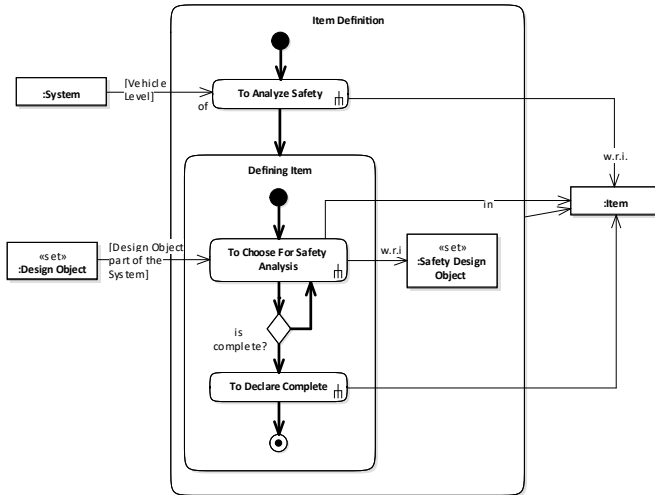 Item Definition
[Vehicle
Level]
:System
of
To Analyze Safety
w.r.i.
Defining Item
:Item
in
[Design Object
part of the
System]
«set»
:Design Object
To Choose For Safety
Analysis
w.r.i
«set»
:Safety Design
Object
is
complete?
To Declare Complete